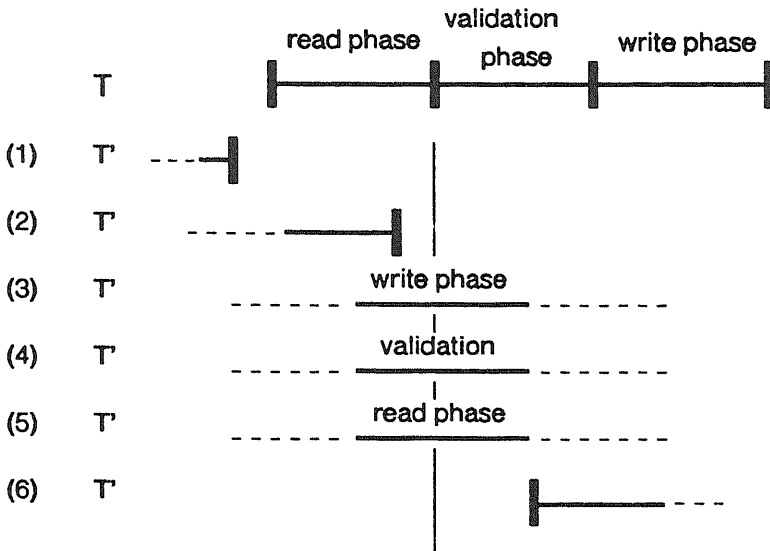 read phase validation phase write phase
T
(1) T'
(2) T'
(3) T' write phase
(4) T' validation
(5) T' read phase
(6) T'